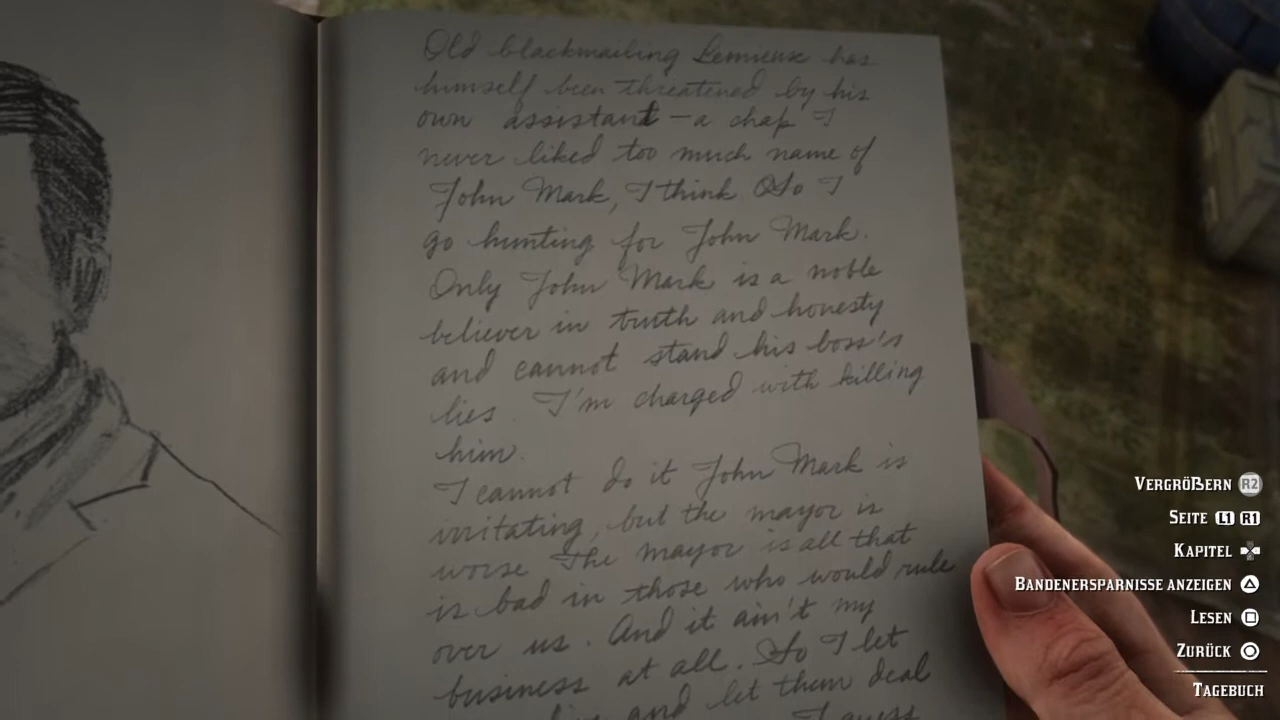 Old blackmailing Lemieux has
himself been threatened by his
own assistant – a chap I
never liked too much name of
John Mark, I think So I
go hunting for John Mark.
Only John Mark is a noble
believer in truth and honesty
and cannot stand his boss's
lies. I'm charged with killing
him.
I cannot do it John Mark is
irritating, but the mayor is
worse The mayor is all that
is bad in those who would rule
over us. And it ain't my
business at all. So I let
and let them deal
I guess
VERGRÖẞERN R2
SEITE L1 R1
KAPITEL
BANDENERSPARNISSE ANZEIGEN
LESEN
ZURÜCK
TAGEBUCH